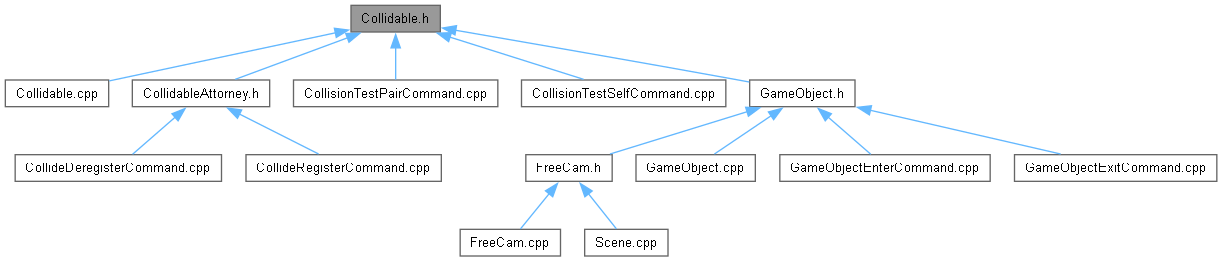 Collidable.h
Collidable.cpp
CollidableAttorney.h
CollisionTestPairCommand.cpp
CollisionTestSelfCommand.cpp
GameObject.h
CollideDeregisterCommand.cpp
CollideRegisterCommand.cpp
FreeCam.h
GameObject.cpp
GameObjectEnterCommand.cpp
GameObjectExitCommand.cpp
FreeCam.cpp
Scene.cpp